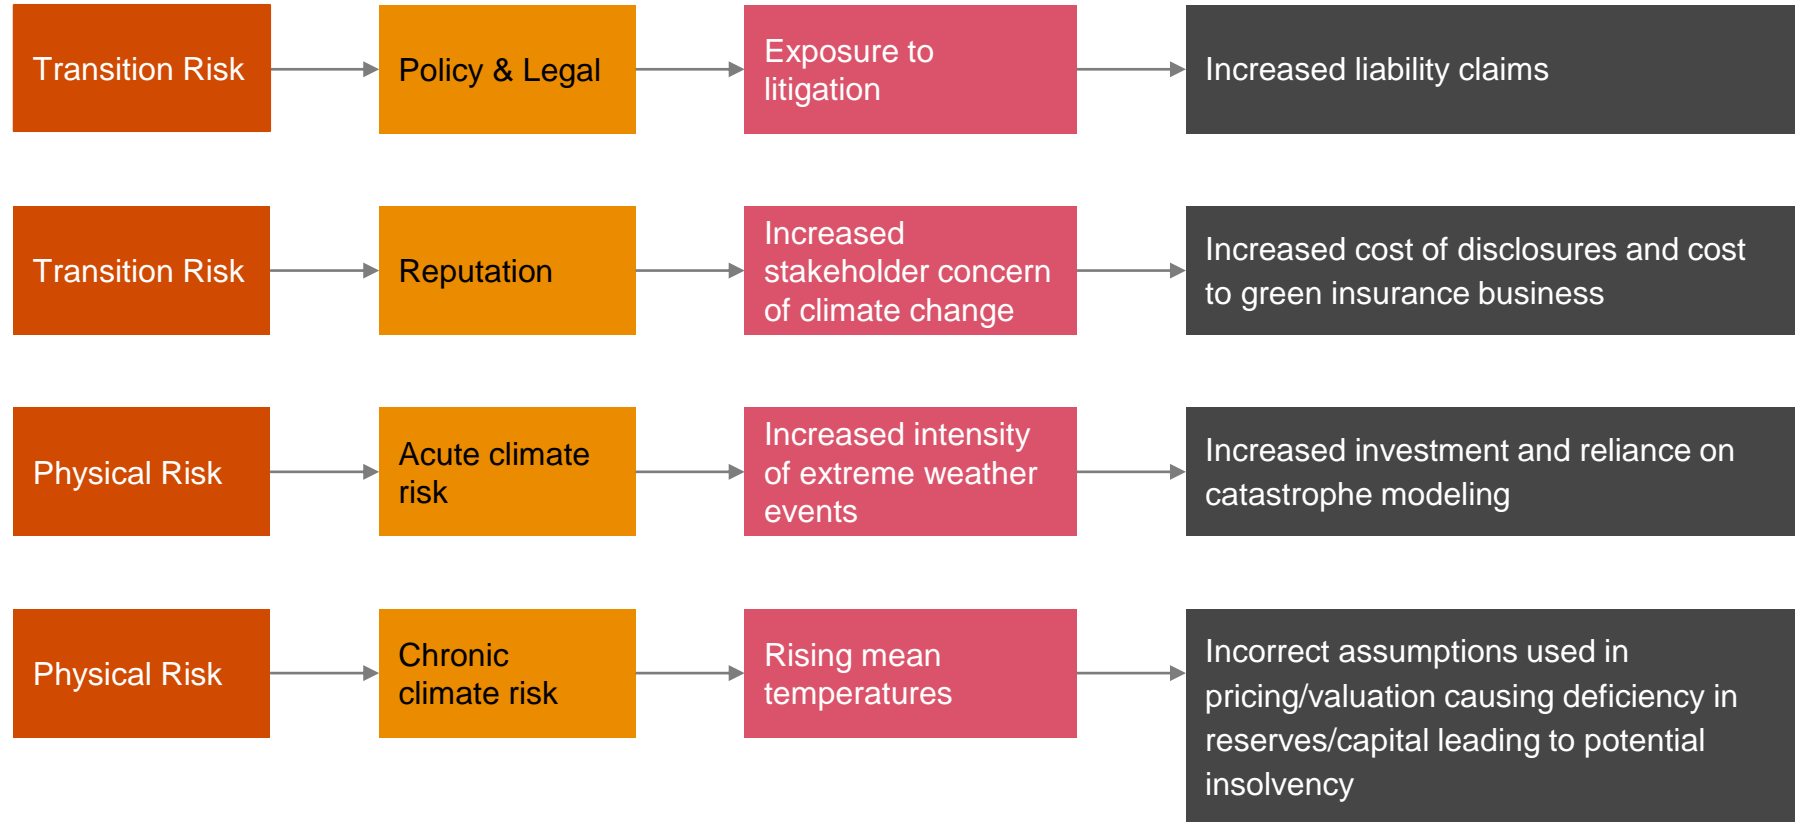 Transition Risk
Policy & Legal
Exposure to
litigation
Increased liability claims
Transition Risk
Reputation
Increased
stakeholder concern
of climate change
Increased cost of disclosures and cost
to green insurance business
Physical Risk
Acute climate
risk
Increased intensity
of extreme weather
events
Increased investment and reliance on
catastrophe modeling
Physical Risk
Chronic
climate risk
Rising mean
temperatures
Incorrect assumptions used in
pricing/valuation causing deficiency in
reserves/capital leading to potential
insolvency